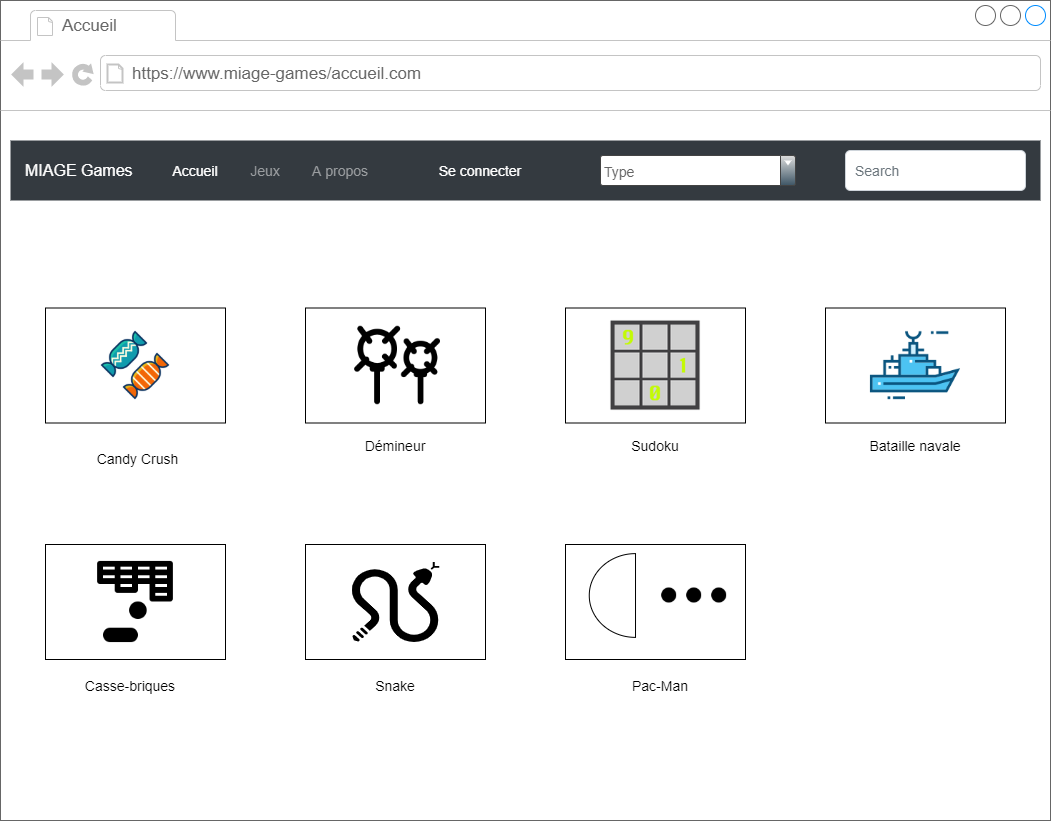 Accueil
https://www.miage-games/accueil.com
MIAGE Games Accueil Jeux A propos Se connecter Type Search
9
1
8
Candy Crush Démineur Sudoku Bataille navale
Casse-briques Snake Pac-Man